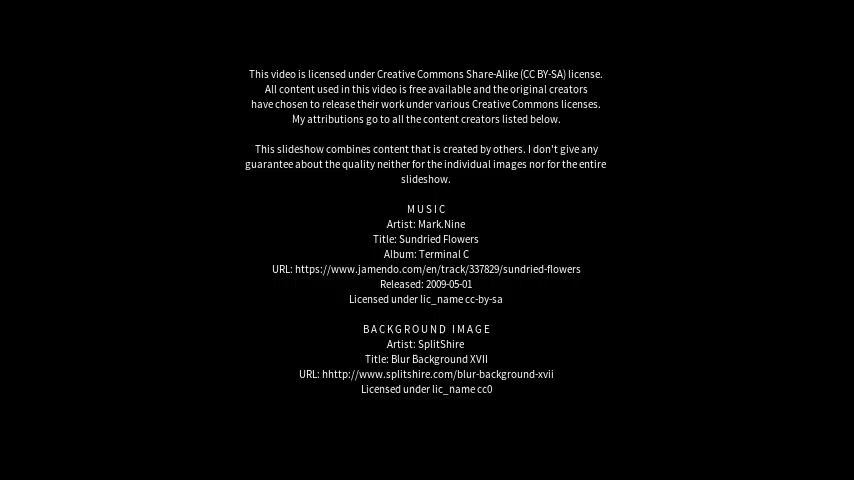 This video is licensed under Creative Commons Share-Alike (CC BY-SA) license.
All content used in this video is free available and the original creators
have chosen to release their work under various Creative Commons licenses.
My attributions go to all the content creators listed below.
This slideshow combines content that is created by others. I don't give any
guarantee about the quality neither for the individual images nor for the entire
slideshow.
MUSIC
Artist: Mark.Nine
Title: Sundried Flowers
Album: Terminal C
URL: https://www.jamendo.com/en/track/337829/sundried-flowers
Released: 2009-05-01
Licensed under lic_name cc-by-sa
BACKGROUND IMAGE
Artist: SplitShire
Title: Blur Background XVII
URL: hhttp://www.splitshire.com/blur-background-xvii
Licensed under lic_name cc0